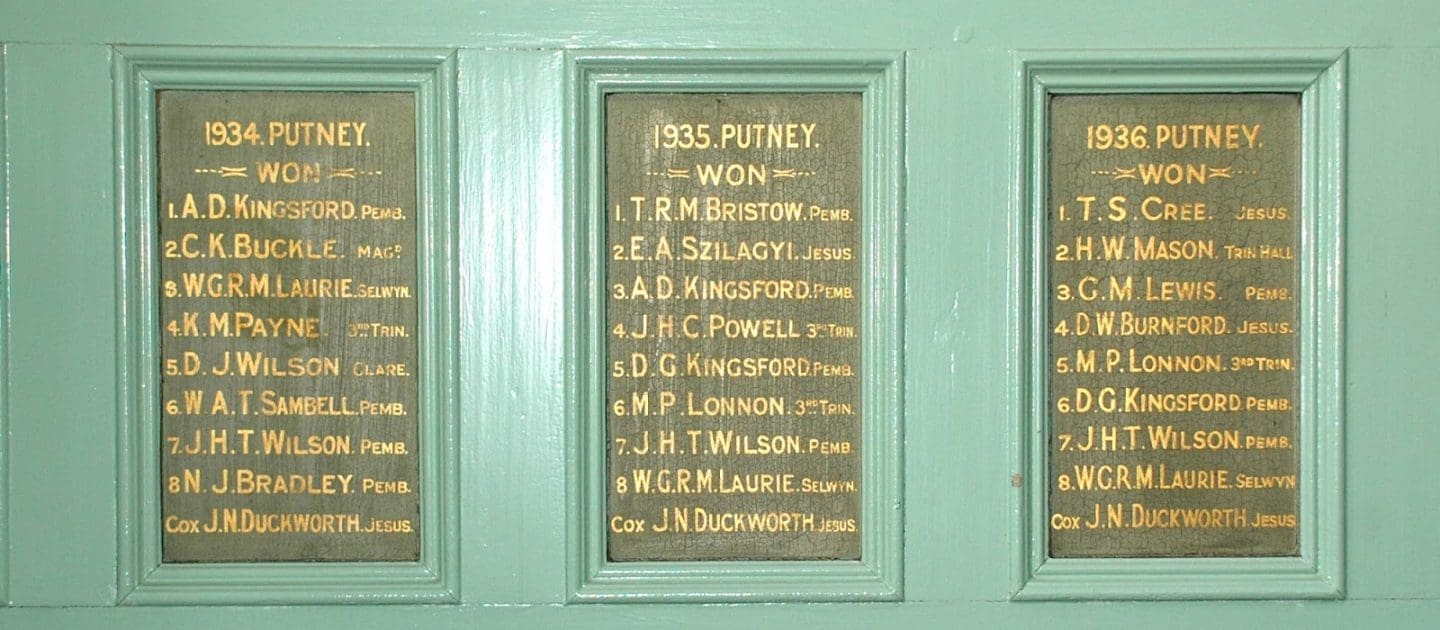 1934. PUTNEY.
WON
1. A. D. KINGSFORD. PEMB.
2. C. K. BUCKLE. MAGD
3. W. G. R. M. LAURIE. SELWYN.
4. K. M. PAYNE. 3RD TRIN.
5. D. J. WILSON CLARE.
6. W. A. T. SAMBELL. PEMB.
7. J. H. T. WILSON. PEMB.
8 N. J. BRADLEY. PEMB.
COX J. N. DUCKWORTH. JESUS.
1935. PUTNEY.
WON
1. T. R. M. BRISTOW. PEMB.
2. E. A. SZILAGYI. JESUS.
3. A. D. KINGSFORD. PEMB.
4. J. H. C. POWELL 3RD TRIN.
5. D. G. KINGSFORD. PEMB.
6. M. P. LONNON. 3RD TRIN.
7. J. H. T. WILSON. PEMB.
8 W. G. R. M. LAURIE. SELWYN.
COX J. N. DUCKWORTH. JESUS.
1936. PUTNEY.
WON
1. T. S. CREE. JESUS.
2. H. W. MASON. TRIN HALL
3. G. M. LEWIS. PEMB.
4. D. W. BURNFORD. JESUS.
5. M. P. LONNON. 3RD TRIN.
6. D. G. KINGSFORD. PEMB.
7. J. H. T. WILSON. PEMB.
8. W. G. R. M. LAURIE. SELWYN
COX J. N. DUCKWORTH. JESUS.